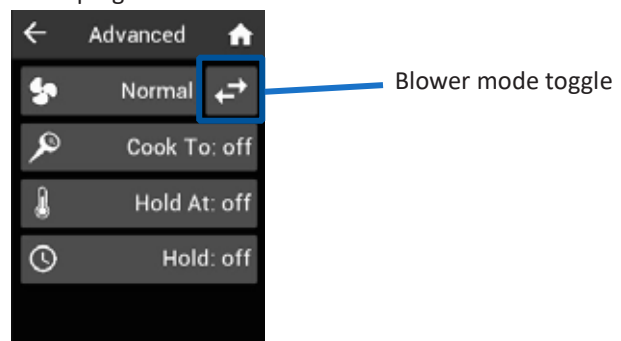 Advanced
Normal
Blower mode toggle
Cook To: off
Hold At: off
Hold: off